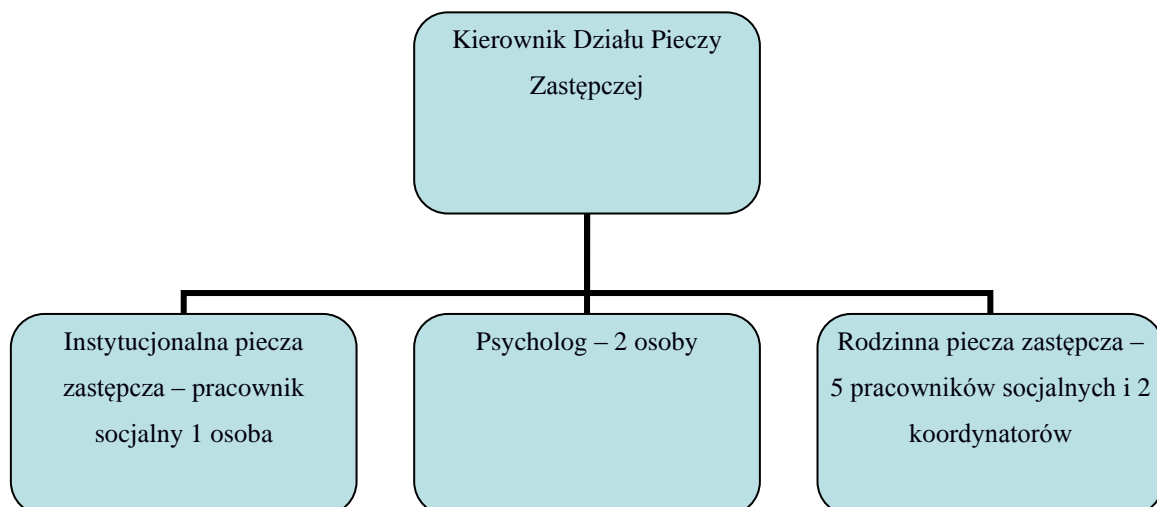 Kierownik Działu Pieczy
Zastępczej
Instytucjonalna piecza
zastępcza – pracownik
socjalny 1 osoba
Psycholog – 2 osoby
Rodzinna piecza zastępcza –
5 pracowników socjalnych i 2
koordynatorów